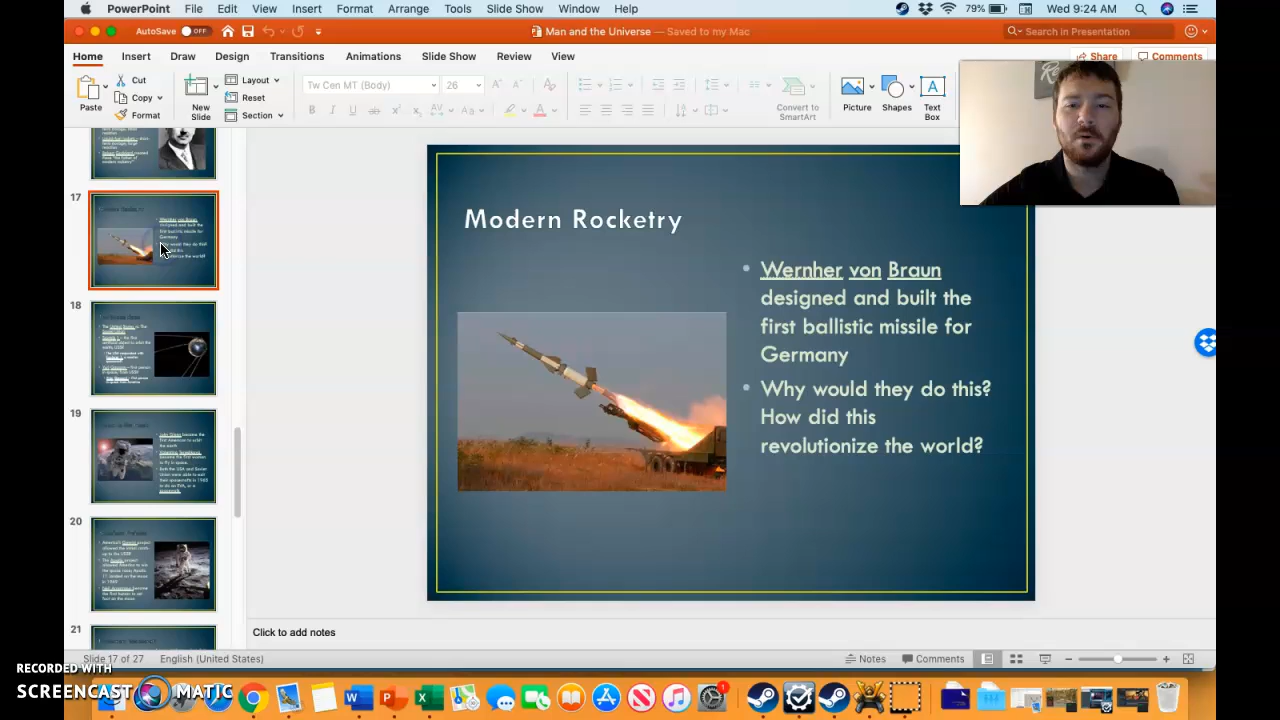 PowerPoint File Edit View Insert Format Arrange Tools Slide Show Window Help 79% Wed 9:24 AM
AutoSave OFF Man and the Universe — Saved to my Mac Search in Presentation
Home Insert Draw Design Transitions Animations Slide Show Review View Share Comments
Paste Cut Copy Format
New Slide Layout Reset Section
Tw Cen MT (Body) 26
Convert to SmartArt
Picture Shapes Text Box
17
18
19
20
21
Modern Rocketry
Wernher von Braun
designed and built the
first ballistic missile for
Germany
Why would they do this?
How did this
revolutionize the world?
Click to add notes
Slide 17 of 27 English (United States) Notes Comments
RECORDED WITH
SCREENCAST MATIC